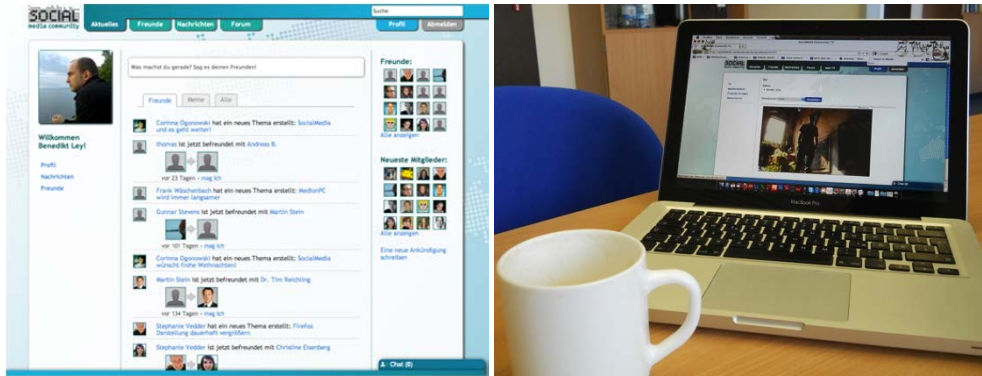 Suche
SOCIAL
media community
Aktuelles
Freunde
Nachrichten
Forum
Profil
Abmelden
Was machst du gerade? Sag es deinen Freunden!
Freunde
Meine
Alle
Willkommen
Benedikt Ley!
Profil
Nachrichten
Freunde
Corinna Ogonowski hat ein neues Thema erstellt: SocialMedia
und es geht weiter!
thomas ist jetzt befreundet mit Andreas B.
vor 23 Tagen - mag ich
Frank Wäschenbach hat ein neues Thema erstellt: MedionPC
wird immer langsamer
Gunnar Stevens ist jetzt befreundet mit Martin Stein
vor 101 Tagen - mag ich
Corinna Ogonowski hat ein neues Thema erstellt: SocialMedia
wünscht frohe Weihnachten!
Martin Stein ist jetzt befreundet mit Dr. Tim Reichling
vor 134 Tagen - mag ich
Stephanie Vedder hat ein neues Thema erstellt: Firefox
Darstellung dauerhaft vergrößern
Stephanie Vedder ist jetzt befreundet mit Christine Eisenberg
Freunde:
Alle anzeigen
Neueste Mitglieder:
Alle anzeigen
Eine neue Ankündigung
schreiben
Chat (0)
SOCIAL
MacBook Pro